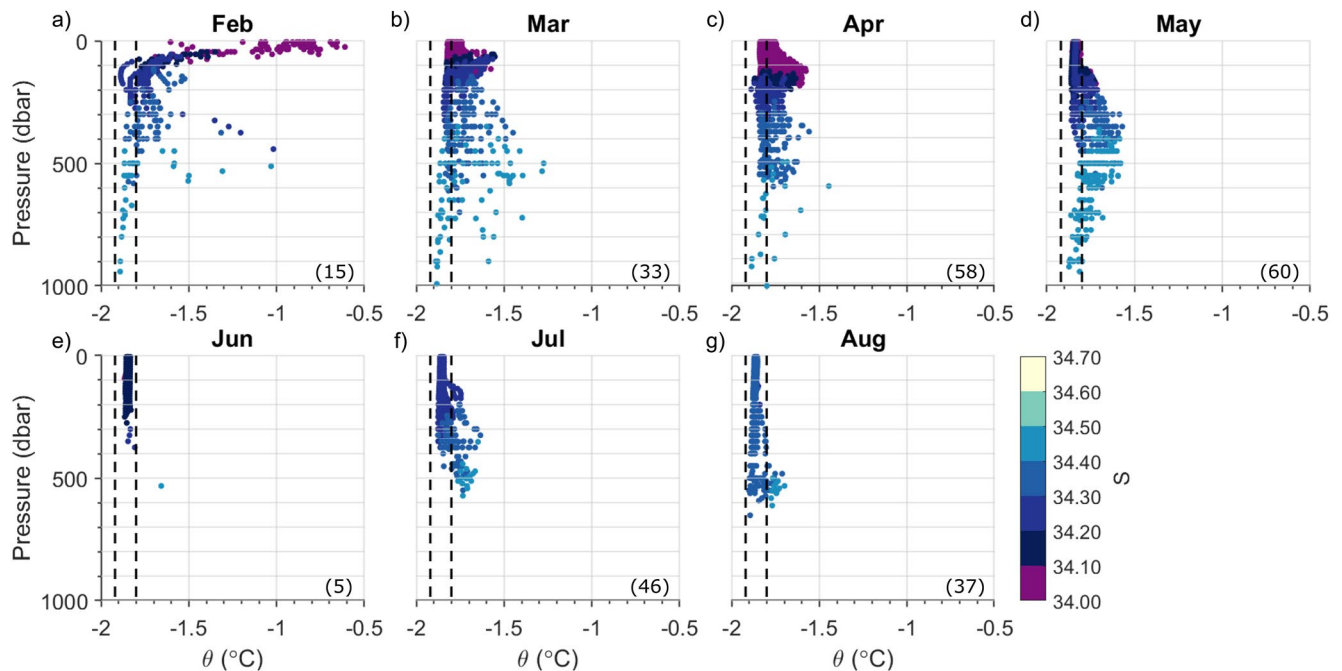 a) Feb
b) Mar
c) Apr
d) May
0
500
1000
Pressure (dbar)
(15)
(33)
(58)
(60)
-2 -1.5 -1 -0.5
-2 -1.5 -1 -0.5
-2 -1.5 -1 -0.5
-2 -1.5 -1 -0.5
e) Jun
f) Jul
g) Aug
0
500
1000
Pressure (dbar)
(5)
(46)
(37)
-2 -1.5 -1 -0.5
-2 -1.5 -1 -0.5
-2 -1.5 -1 -0.5
θ (°C)
θ (°C)
θ (°C)
34.70
34.60
34.50
34.40
34.30
34.20
34.10
34.00
S